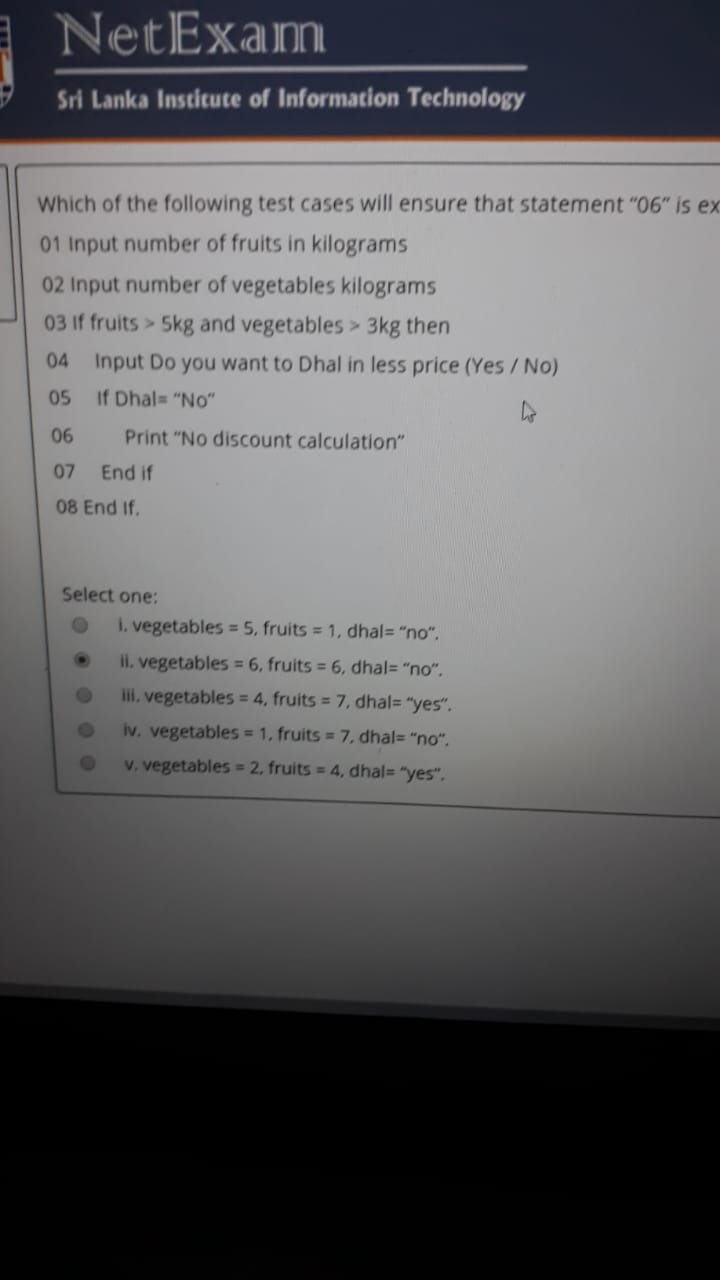 NetExam
Sri Lanka Institute of Information Technology
Which of the following test cases will ensure that statement "06" is
01 Input number of fruits in kilograms
02 Input number of vegetables kilograms
03 If fruits > 5kg and vegetables > 3kg then
04 Input Do you want to Dhal in less price (Yes / No)
05 If Dhal= "No"
06 Print "No discount calculation"
07 End if
08 End If.
Select one:
i. vegetables = 5, fruits = 1, dhal= "no".
ii. vegetables = 6, fruits = 6, dhal= "no".
iii. vegetables = 4, fruits = 7, dhal= "yes".
iv. vegetables = 1, fruits = 7, dhal= "no".
v. vegetables = 2, fruits = 4, dhal= "yes".